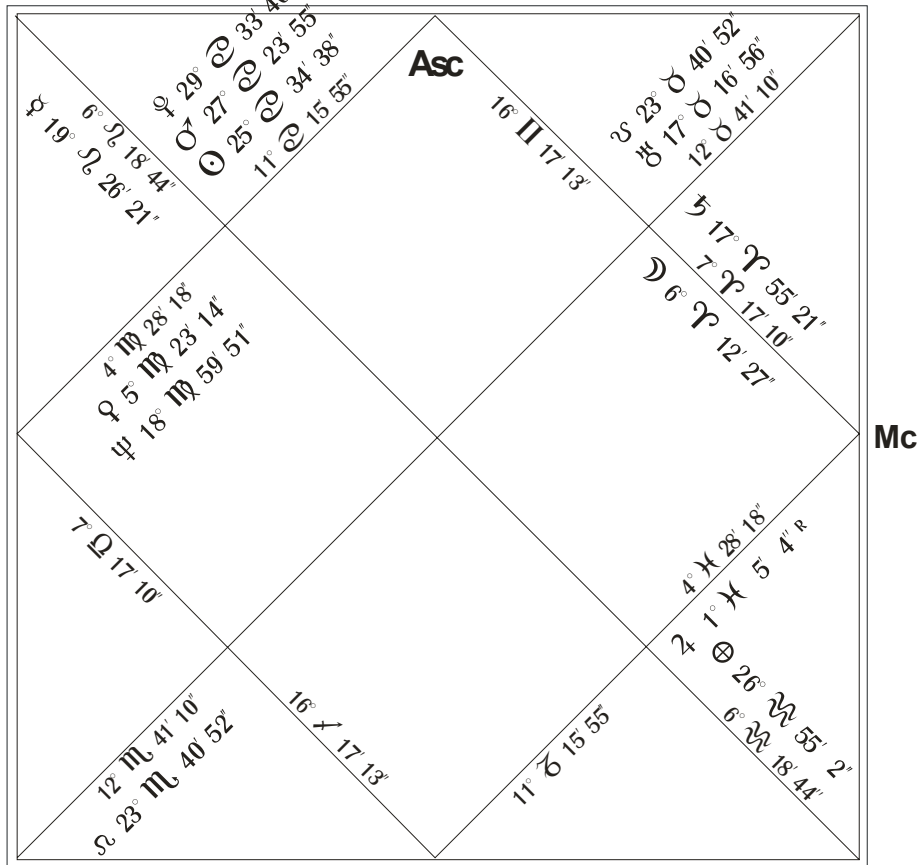 ♇ 29° ♋ 33'
♂ 27° ♋ 23' 55"
☉ 25° ♋ 34' 38"
11° ♋ 15' 55"
Asc
☋ 23° ♉ 40' 52"
♅ 17° ♉ 16' 56"
12° ♉ 41' 10"
6° ♌ 18' 44"
☿ 19° ♌ 26' 21"
16° ♊ 17' 13"
♄ 17° ♈ 55' 21"
7° ♈ 17' 10"
☽ 6° ♈ 12' 27"
4° ♍ 28' 18"
♀ 5° ♍ 23' 14"
♆ 18° ♍ 59' 51"
Mc
7° ♎ 17' 10"
4° ♓ 28' 18"
♃ 1° ♓ 5' 4" R
⊗ 26° ♒ 55' 2"
6° ♒ 18' 44"
12° ♏ 41' 10"
☊ 23° ♏ 40' 52"
16° ♐ 17' 13"
11° ♑ 15' 55"